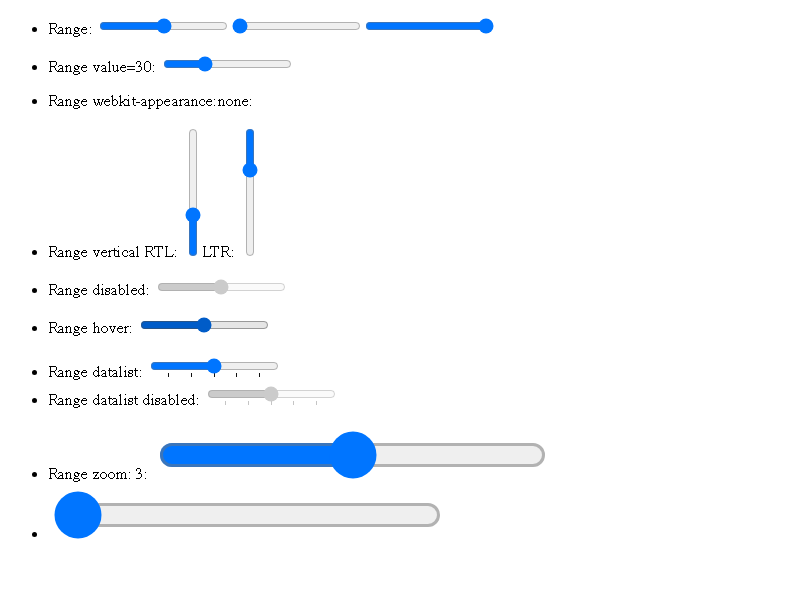 Range:
Range value=30:
Range webkit-appearance:none:
Range vertical RTL: LTR:
Range disabled:
Range hover:
Range datalist:
Range datalist disabled:
Range zoom: 3: